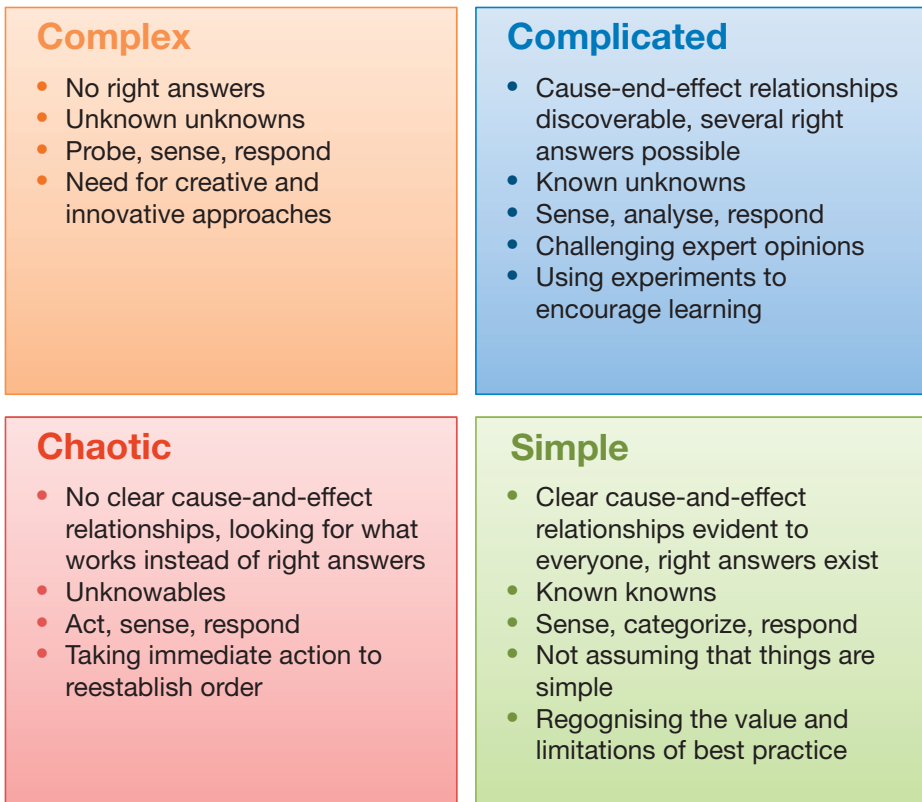 Complex
• No right answers
• Unknown unknowns
• Probe, sense, respond
• Need for creative and
innovative approaches
Complicated
• Cause-end-effect relationships
discoverable, several right
answers possible
• Known unknowns
• Sense, analyse, respond
• Challenging expert opinions
• Using experiments to
encourage learning
Chaotic
• No clear cause-and-effect
relationships, looking for what
works instead of right answers
• Unknowables
• Act, sense, respond
• Taking immediate action to
reestablish order
Simple
• Clear cause-and-effect
relationships evident to
everyone, right answers exist
• Known knowns
• Sense, categorize, respond
• Not assuming that things are
simple
• Regognising the value and
limitations of best practice